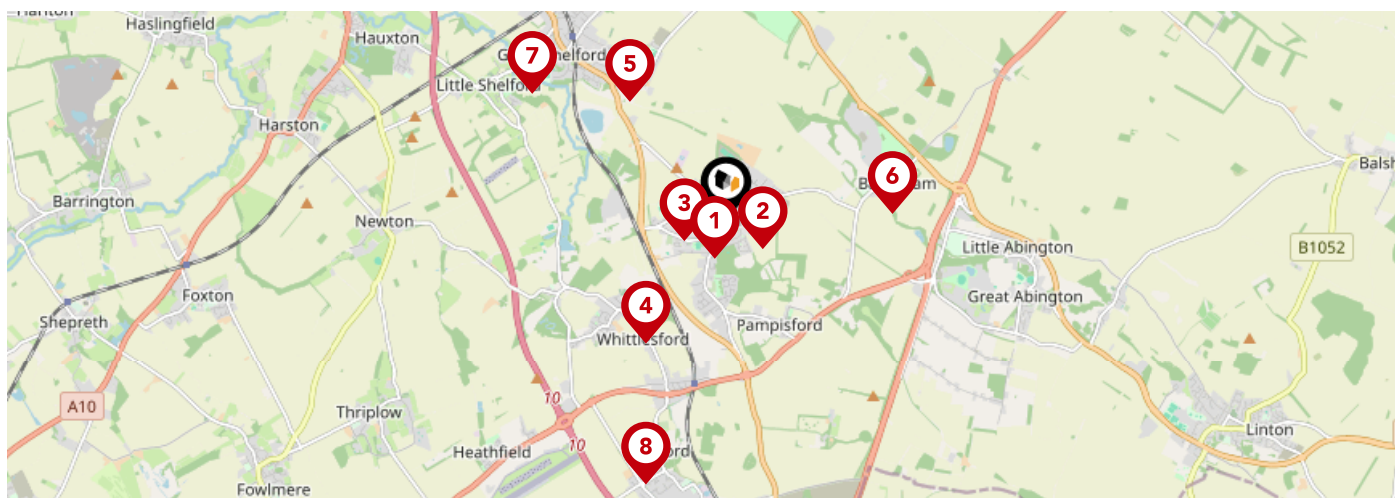 Haslingfield
Hauxton
7
5
Little Shelford
Harston
Balsh
6
Barrington
3
1
2
Newton
Little Abington
B1052
Foxton
4
Great Abington
Shepreth
Pampisford
Whittlesford
10
A10
Thriplow
Linton
10
8
Heathfield
ord
Fowlmere